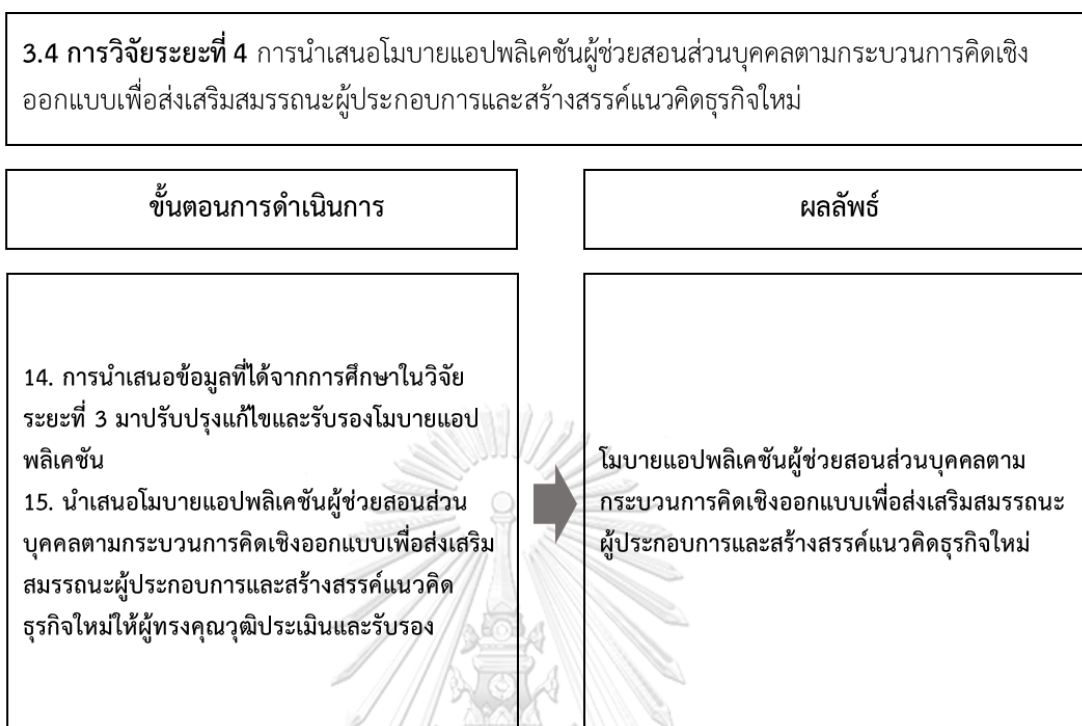 3.4 การวิจัยระยะที่ 4 การนำเสนอโมบายแอปพลิเคชันผู้ช่วยสอนส่วนบุคคลตามกระบวนการคิดเชิง
ออกแบบเพื่อส่งเสริมสมรรถนะผู้ประกอบการและสร้างสรรค์แนวคิดธุรกิจใหม่
ขั้นตอนการดำเนินการ
ผลลัพธ์
14. การนำเสนอข้อมูลที่ได้จากการศึกษาในวิจัย
ระยะที่ 3 มาปรับปรุงแก้ไขและรับรองโมบายแอป
พลิเคชัน
15. นำเสนอโมบายแอปพลิเคชันผู้ช่วยสอนส่วน
บุคคลตามกระบวนการคิดเชิงออกแบบเพื่อส่งเสริม
สมรรถนะผู้ประกอบการและสร้างสรรค์แนวคิด
ธุรกิจใหม่ให้ผู้ทรงคุณวุฒิประเมินและรับรอง
โมบายแอปพลิเคชันผู้ช่วยสอนส่วนบุคคลตาม
กระบวนการคิดเชิงออกแบบเพื่อส่งเสริมสมรรถนะ
ผู้ประกอบการและสร้างสรรค์แนวคิดธุรกิจใหม่